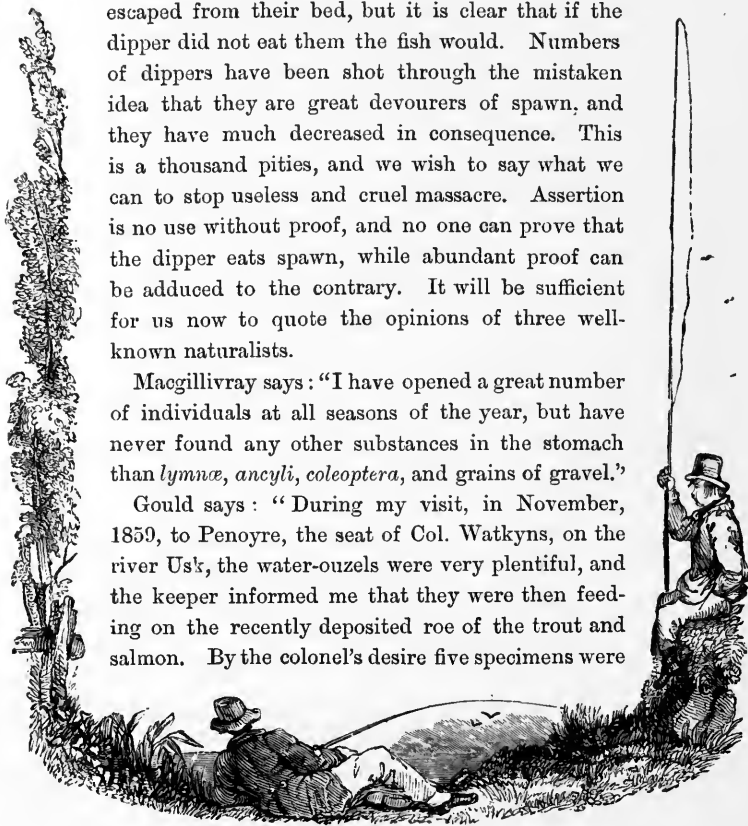 escaped from their bed, but it is clear that if the
dipper did not eat them the fish would. Numbers
of dippers have been shot through the mistaken
idea that they are great devourers of spawn, and
they have much decreased in consequence. This
is a thousand pities, and we wish to say what we
can to stop useless and cruel massacre. Assertion
is no use without proof, and no one can prove that
the dipper eats spawn, while abundant proof can
be adduced to the contrary. It will be sufficient
for us now to quote the opinions of three well-
known naturalists.
Macgillivray says: "I have opened a great number
of individuals at all seasons of the year, but have
never found any other substances in the stomach
than lymnœ, ancyli, coleoptera, and grains of gravel."
Gould says: "During my visit, in November,
1859, to Penoyre, the seat of Col. Watkyns, on the
river Usk, the water-ouzels were very plentiful, and
the keeper informed me that they were then feed-
ing on the recently deposited roe of the trout and
salmon. By the colonel's desire five specimens were